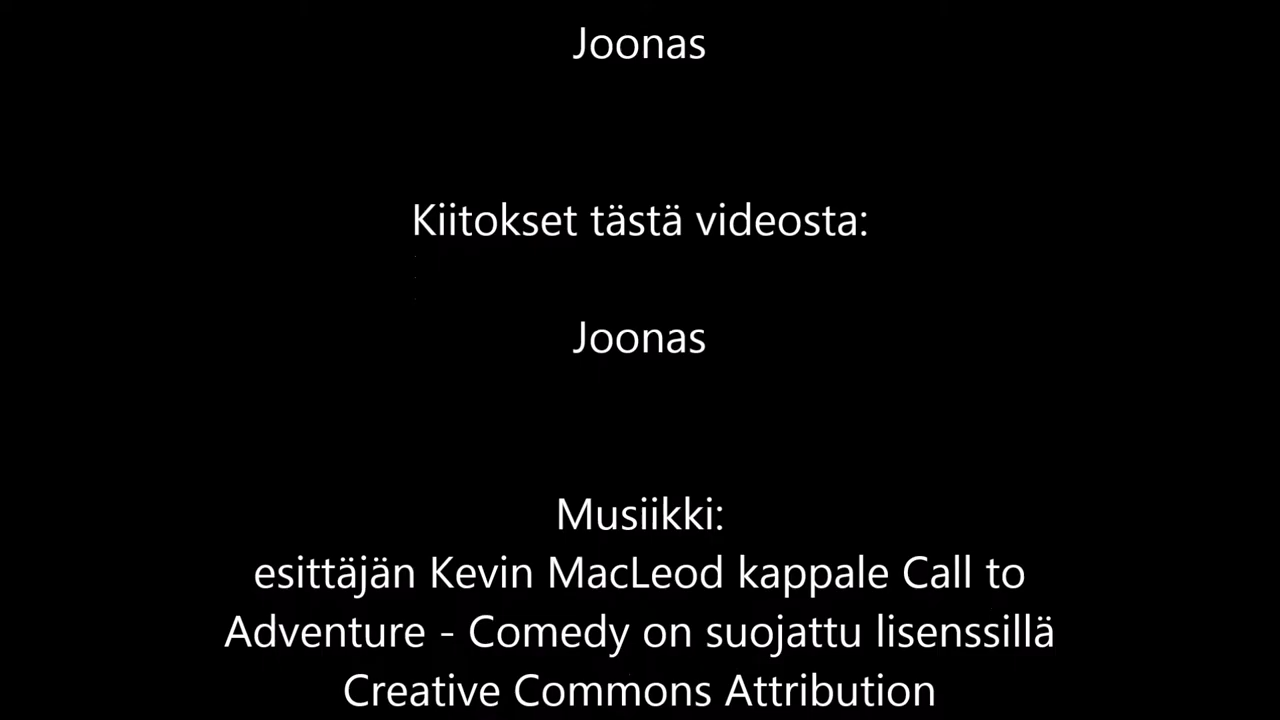 Joonas
Kiitokset tästä videosta:
Joonas
Musiikki:
esittäjän Kevin MacLeod kappale Call to
Adventure - Comedy on suojattu lisenssillä
Creative Commons Attribution